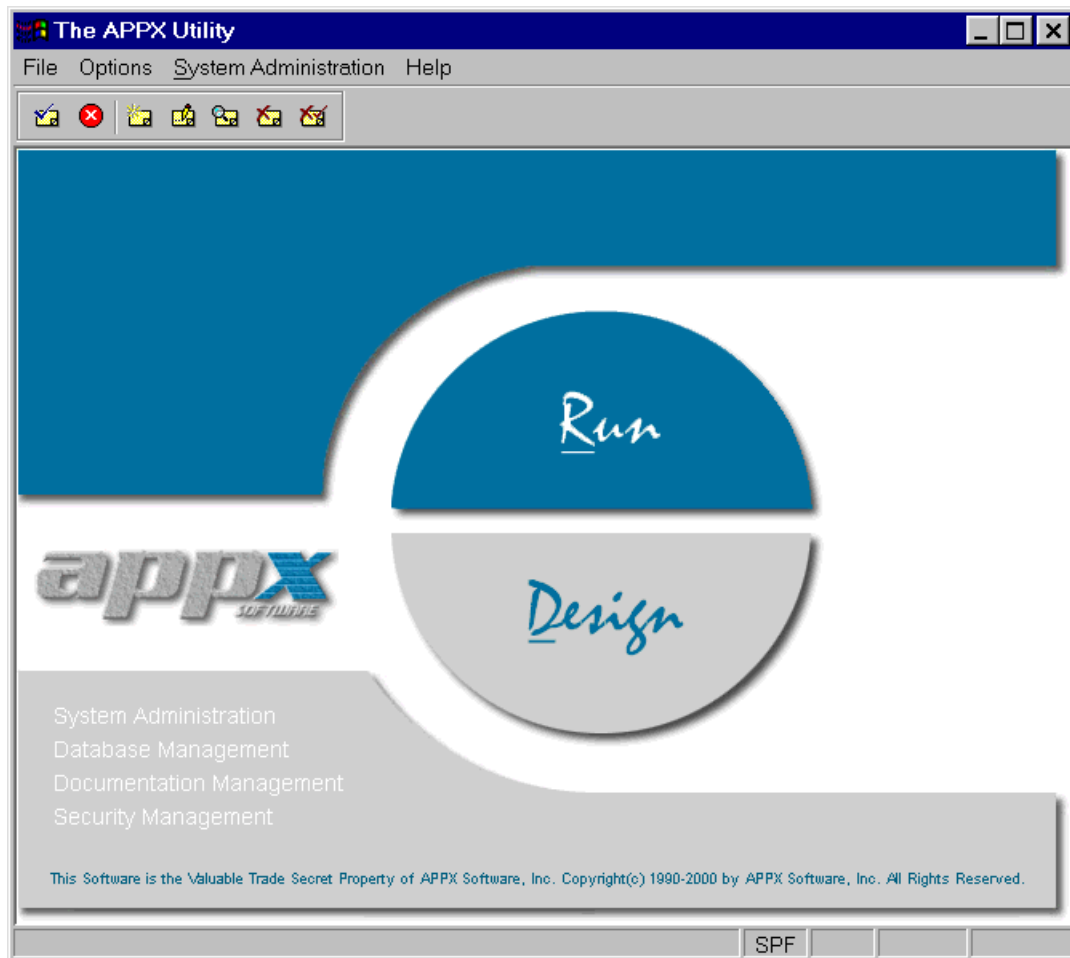 The APPX Utility
File Options System Administration Help
Run
appx
SOFTWARE
Design
System Administration
Database Management
Documentation Management
Security Management
This Software is the Valuable Trade Secret Property of APPX Software, Inc. Copyright(c) 1990-2000 by APPX Software, Inc. All Rights Reserved.
SPF